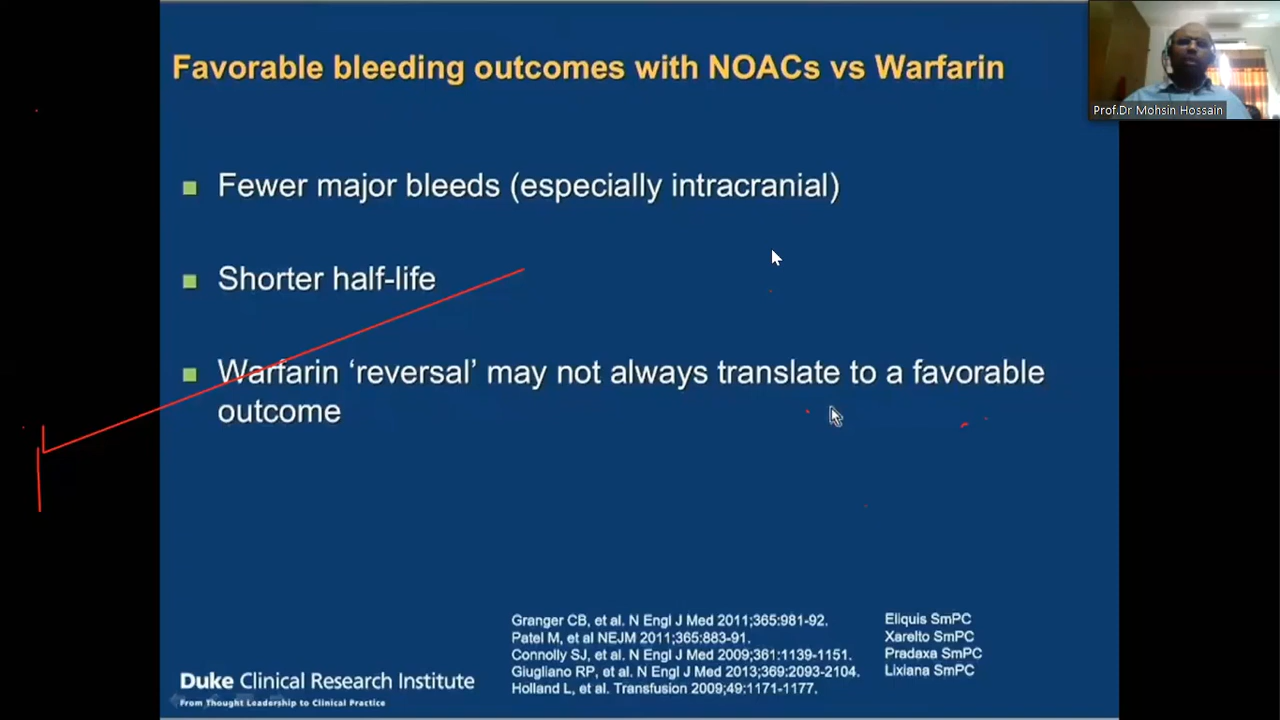 Favorable bleeding outcomes with NOACs vs Warfarin
Prof.Dr Mohsin Hossain
Fewer major bleeds (especially intracranial)
Shorter half-life
Warfarin ‘reversal’ may not always translate to a favorable
outcome
Granger CB, et al. N Engl J Med 2011;365:981-92.
Patel M, et al NEJM 2011;365:883-91.
Connolly SJ, et al. N Engl J Med 2009;361:1139-1151.
Giugliano RP, et al. N Engl J Med 2013;369:2093-2104.
Holland L, et al. Transfusion 2009;49:1171-1177.
Eliquis SmPC
Xarelto SmPC
Pradaxa SmPC
Lixiana SmPC
Duke Clinical Research Institute
From Thought Leadership to Clinical Practice